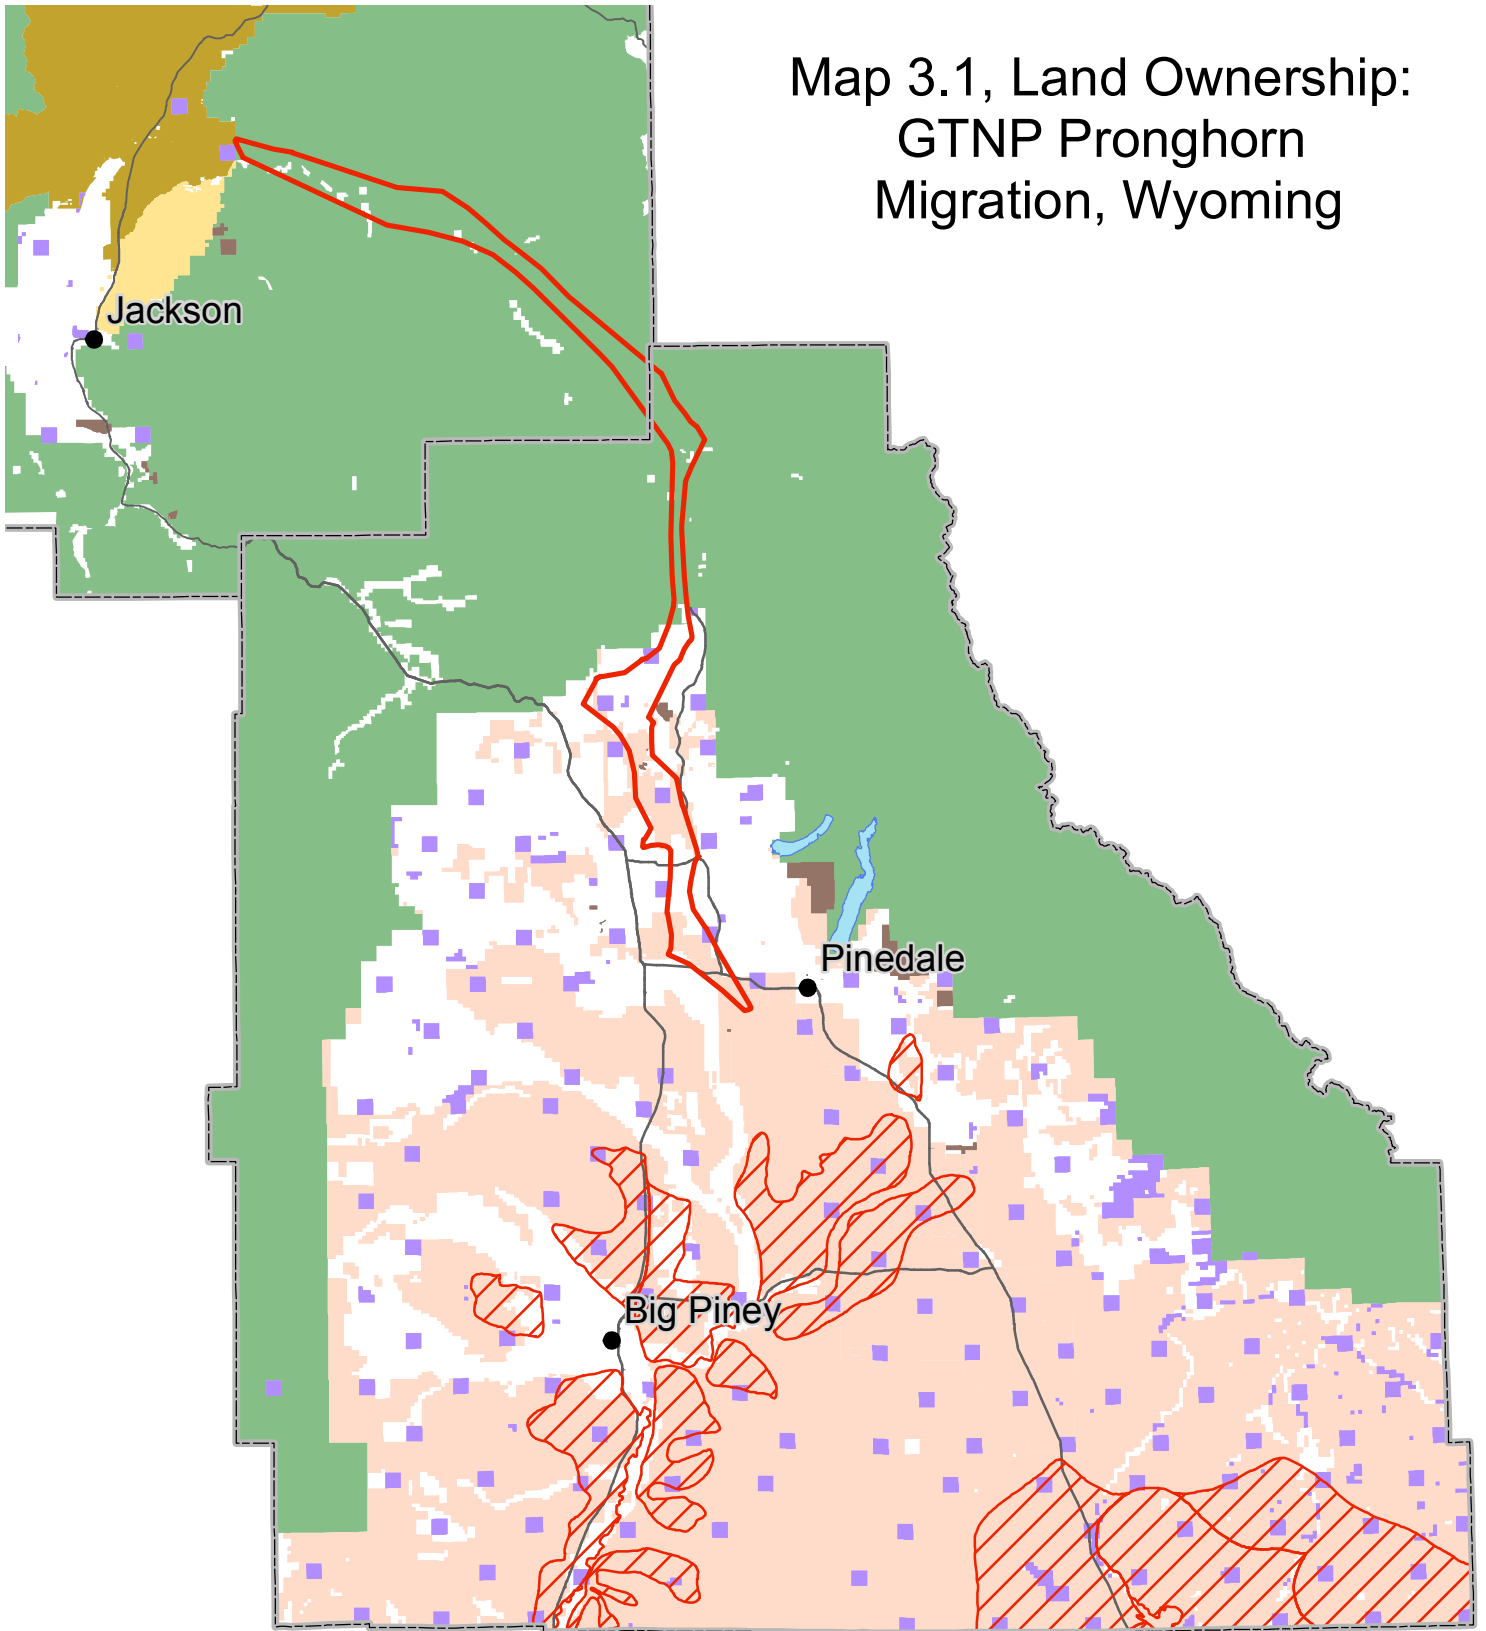 Map 3.1, Land Ownership:
GTNP Pronghorn
Migration, Wyoming
Jackson
Pinedale
Big Piney